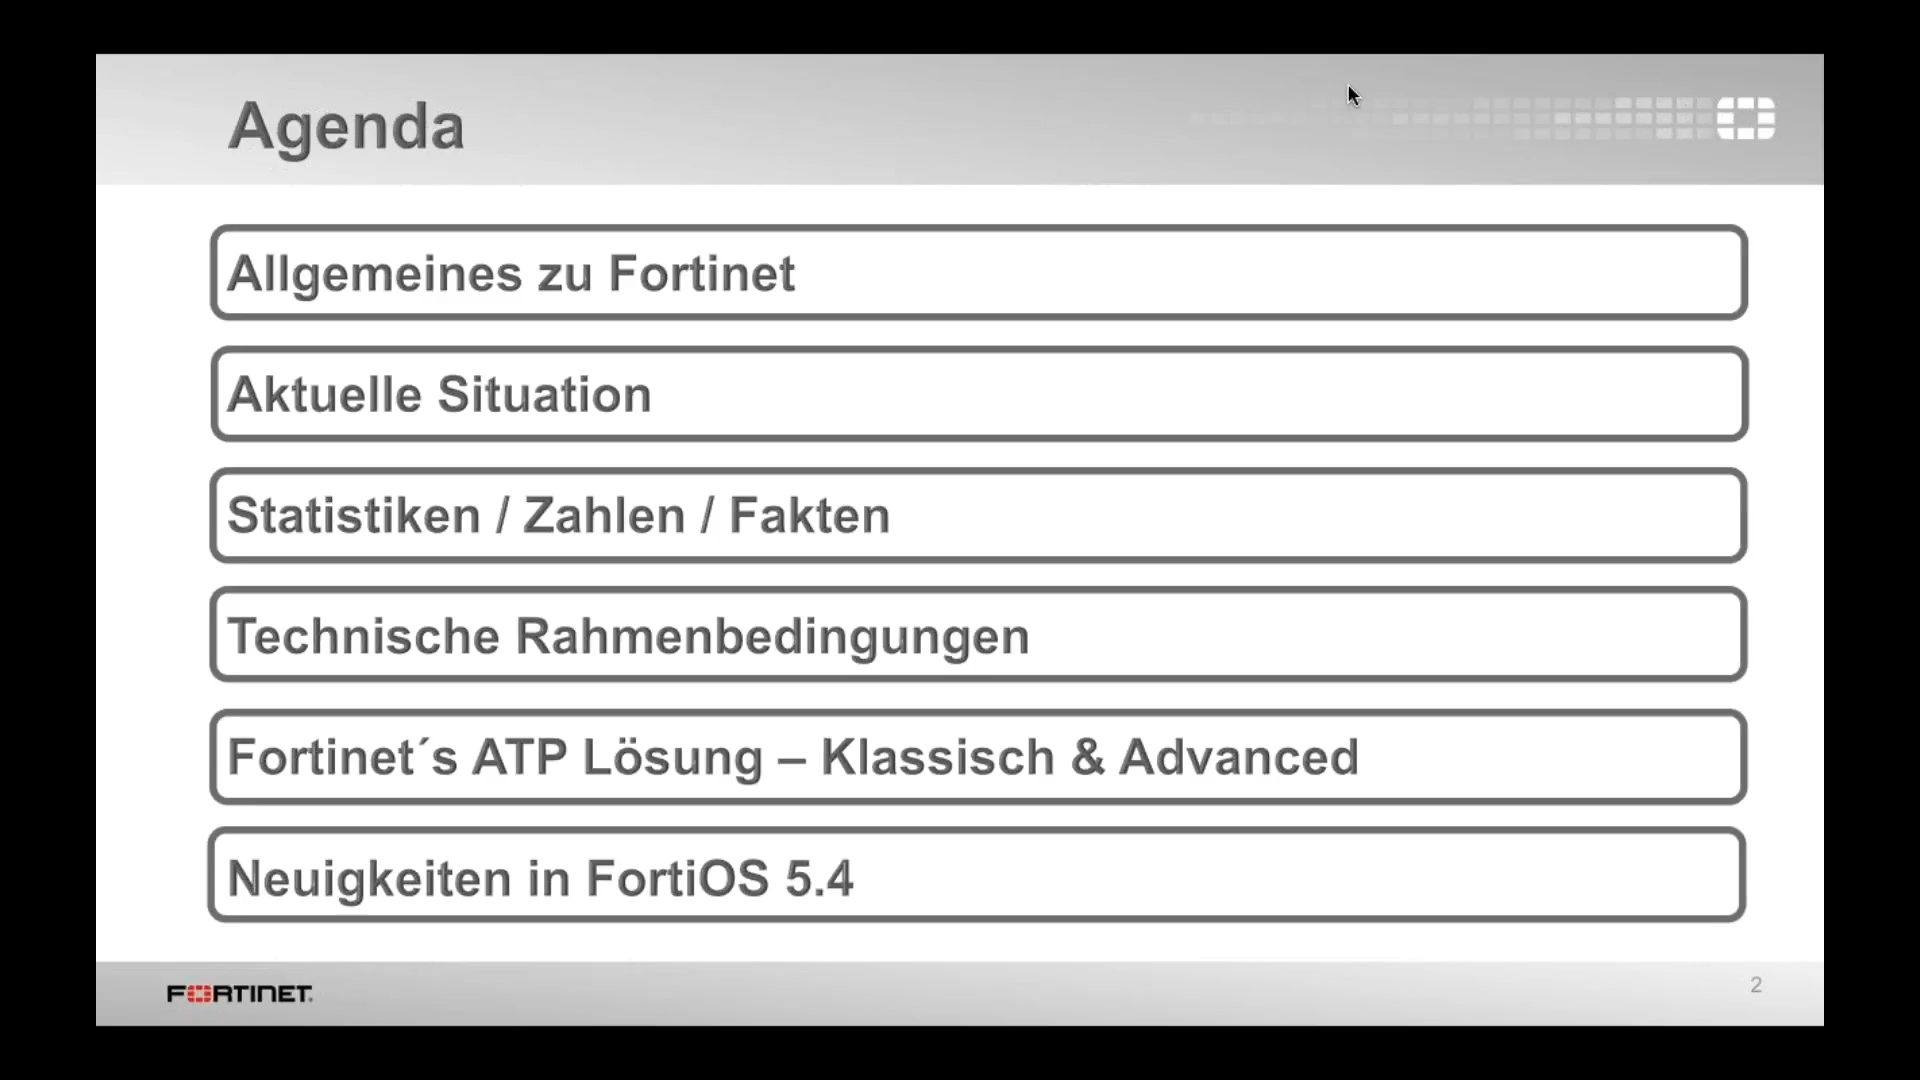 Agenda
Allgemeines zu Fortinet
Aktuelle Situation
Statistiken / Zahlen / Fakten
Technische Rahmenbedingungen
Fortinet´s ATP Lösung – Klassisch & Advanced
Neuigkeiten in FortiOS 5.4
FORTINET.
2